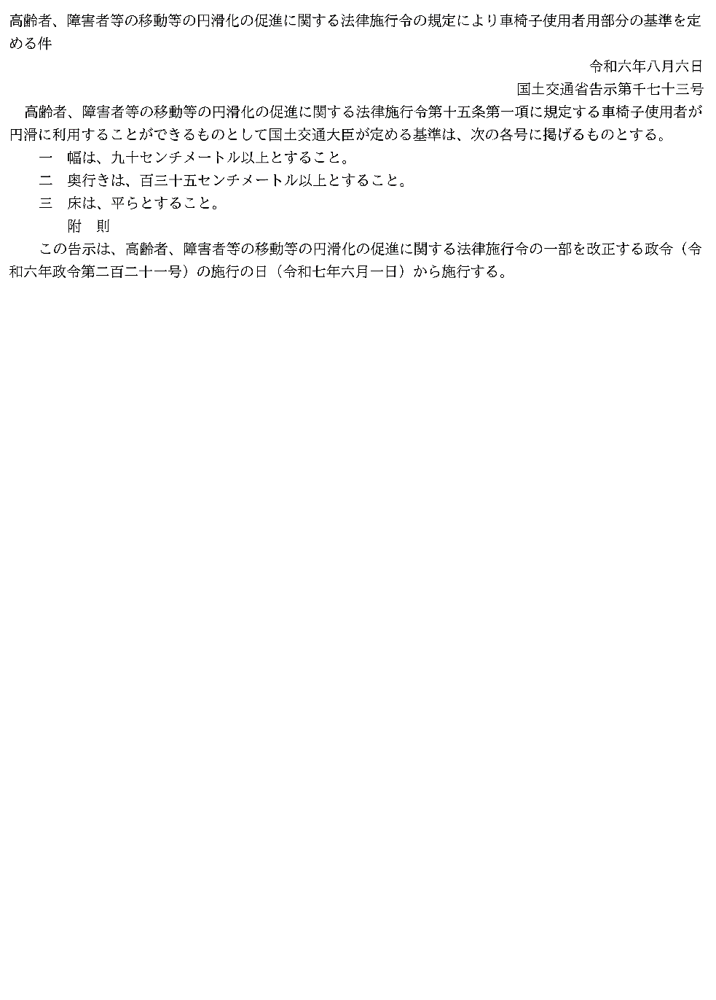 高齢者、障害者等の移動等の円滑化の促進に関する法律施行令の規定により車椅子使用者用部分の基準を定
める件
令和六年八月六日
国土交通省告示第千七十三号
高齢者、障害者等の移動等の円滑化の促進に関する法律施行令第十五条第一項に規定する車椅子使用者が
円滑に利用することができるものとして国土交通大臣が定める基準は、次の各号に掲げるものとする。
一　幅は、九十センチメートル以上とすること。
二　奥行きは、百三十五センチメートル以上とすること。
三　床は、平らとすること。
附　則
この告示は、高齢者、障害者等の移動等の円滑化の促進に関する法律施行令の一部を改正する政令（令
和六年政令第二百二十一号）の施行の日（令和七年六月一日）から施行する。